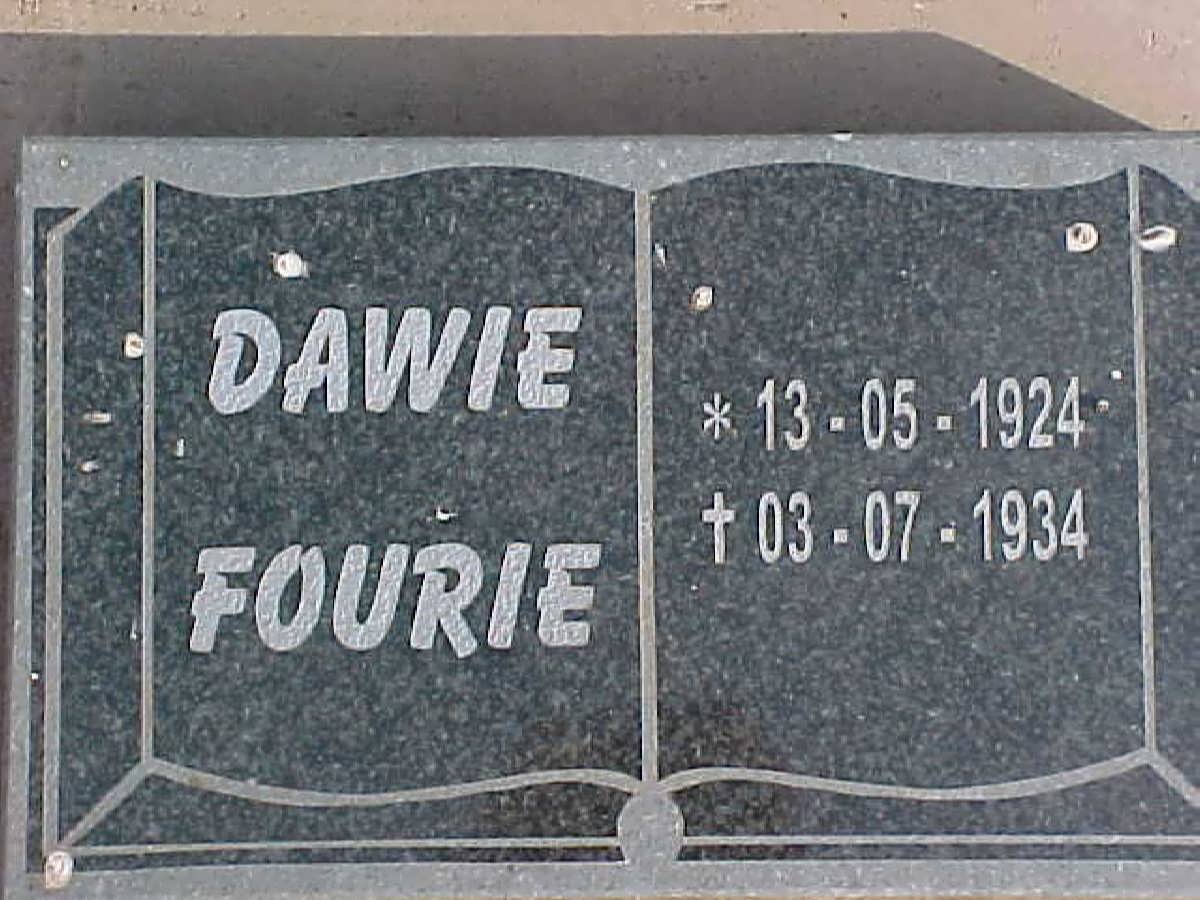 DAWIE
FOURIE
* 13 - 05 - 1924
† 03 - 07 - 1934